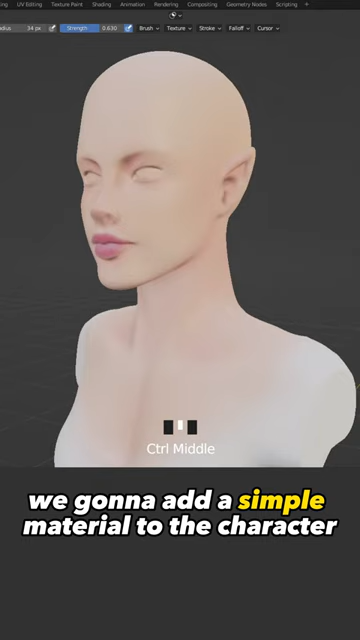 UV Editing Texture Paint Shading Animation Rendering Compositing Geometry Nodes Scripting +
34 px Strength 0.630 Brush Texture Stroke Falloff Cursor
Ctrl Middle
we gonna add a simple
material to the character